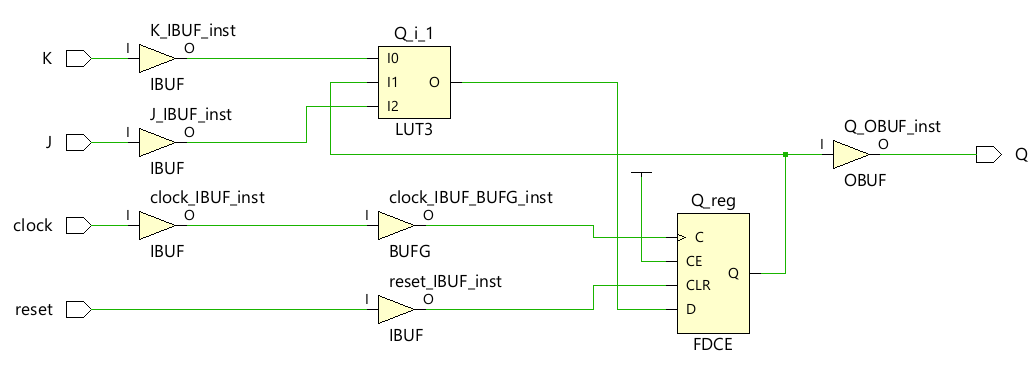 K_IBUF_inst
K
I
O
IBUF
Q_i_1
I0
I1
I2
O
LUT3
J_IBUF_inst
J
I
O
IBUF
Q_OBUF_inst
I
O
Q
OBUF
clock_IBUF_inst
clock
I
O
IBUF
clock_IBUF_BUFG_inst
I
O
BUFG
Q_reg
C
CE
CLR
D
Q
FDCE
reset_IBUF_inst
reset
I
O
IBUF